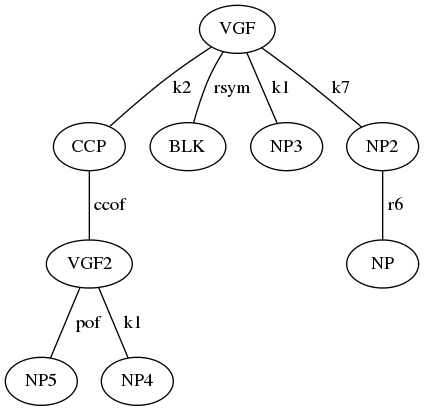 VGF
k2 rsym k1 k7
CCP BLK NP3 NP2
ccof r6
VGF2 NP
pof k1
NP5 NP4